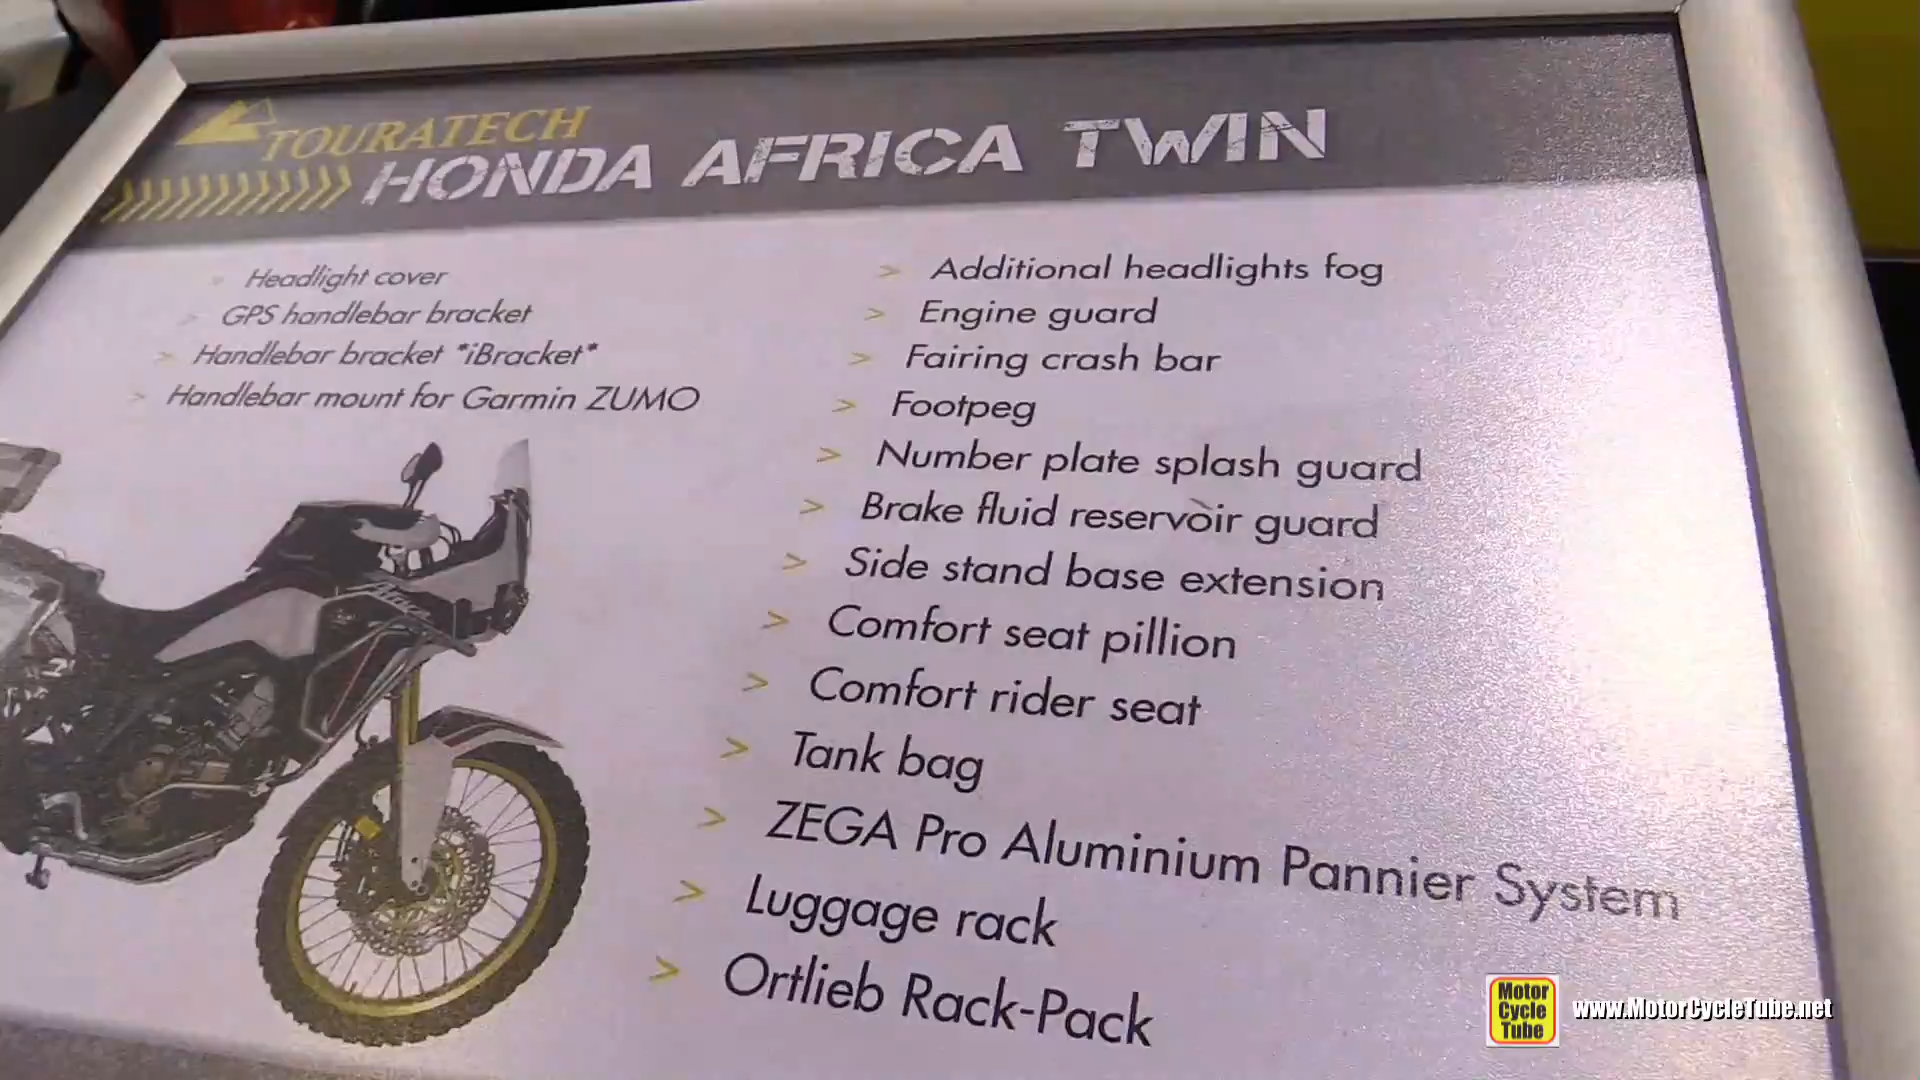 TOURATECH
HONDA AFRICA TWIN
> Headlight cover
> GPS handlebar bracket
> Handlebar bracket *iBracket*
> Handlebar mount for Garmin ZUMO
> Additional headlights fog
> Engine guard
> Fairing crash bar
> Footpeg
> Number plate splash guard
> Brake fluid reservoir guard
> Side stand base extension
> Comfort seat pillion
> Comfort rider seat
> Tank bag
> ZEGA Pro Aluminium Pannier System
> Luggage rack
> Ortlieb Rack-Pack
Motor
Cycle
Tube
www.MotorCycleTube.net